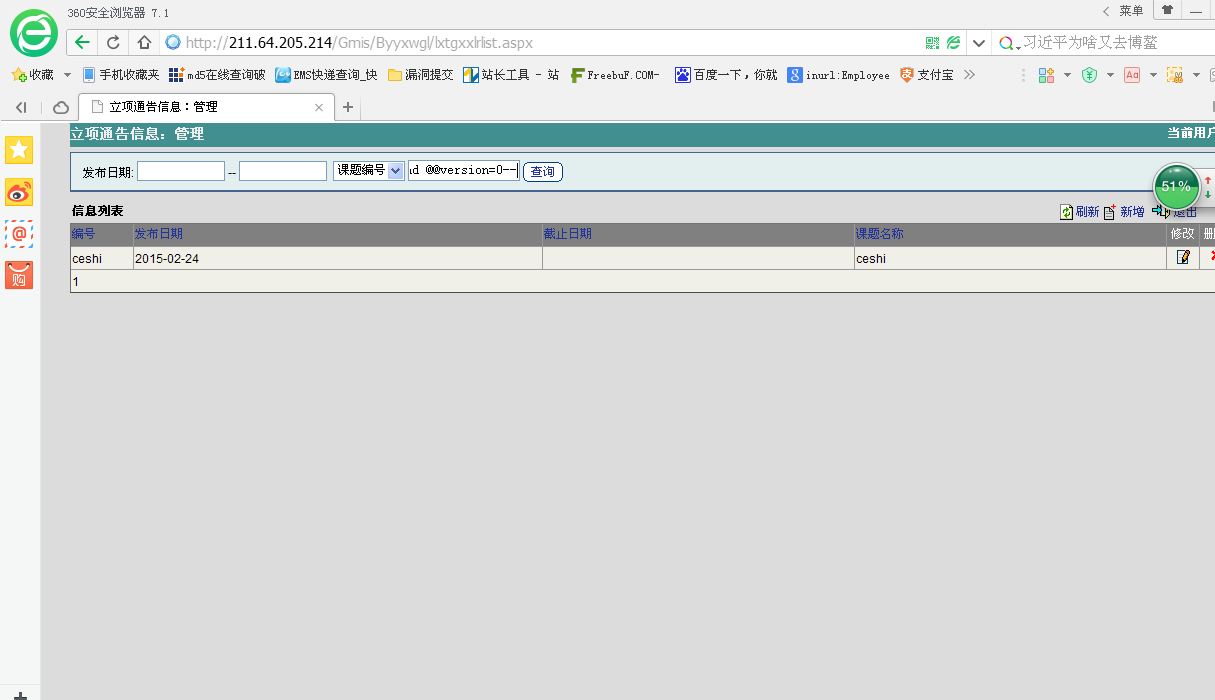 360安全浏览器 7.1
菜单
http://211.64.205.214/Gmis/Byyxwgl/lxtgxxlrlist.aspx
习近平为啥又去博鳌
收藏 手机收藏夹 md5在线查询破 EMS快递查询_快 漏洞提交 站长工具 - 站 FreebuF.COM- 百度一下，你就 inurl:Employee 支付宝
立项通告信息：管理
立项通告信息：管理
当前用户
发布日期: -- 课题编号 @@version=0-- 查询
51%
信息列表
刷新 新增 退出
编号 发布日期 截止日期 课题名称 修改 删
ceshi 2015-02-24 ceshi
1
购